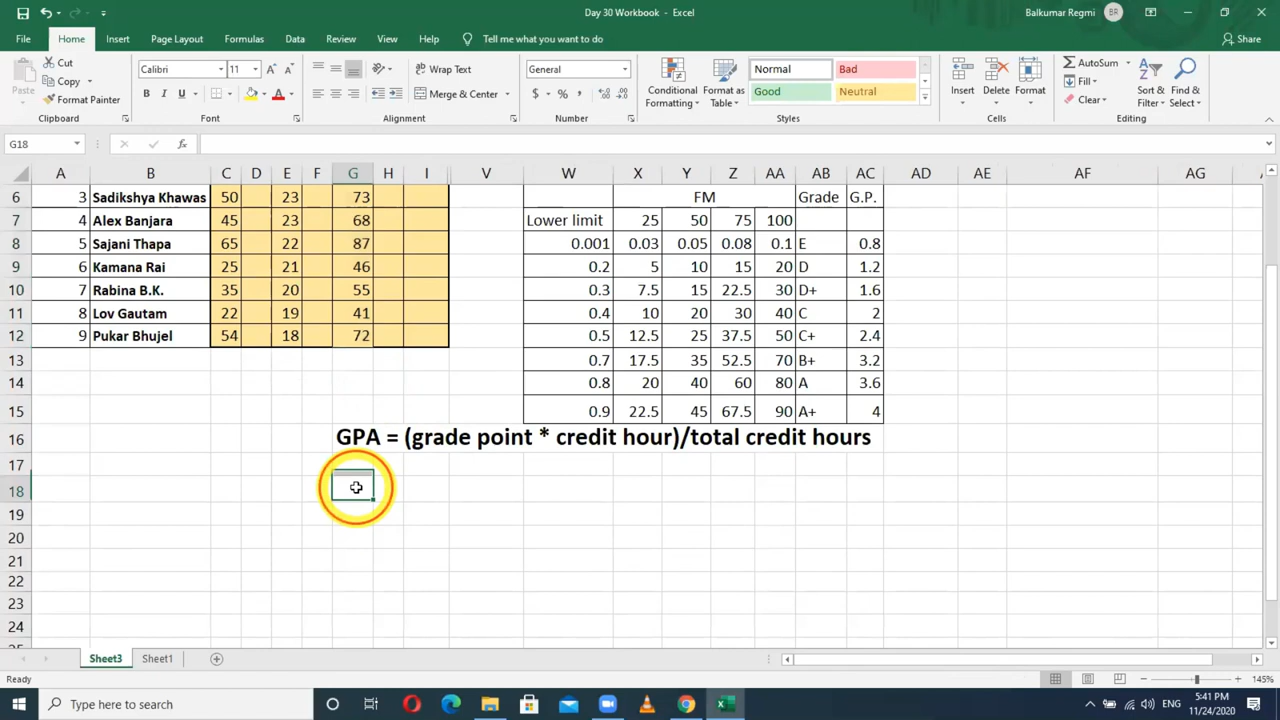 Day 30 Workbook - Excel
Balkumar Regmi BR
File Home Insert Page Layout Formulas Data Review View Help Tell me what you want to do Share
Paste Cut Copy Format Painter
Calibri 11
B I U
Wrap Text
Merge & Center
General
Conditional Formatting Format as Table
Normal Bad
Good Neutral
Insert Delete Format
AutoSum
Fill
Clear
Sort & Filter Find & Select
Clipboard Font Alignment Number Styles Cells Editing
G18 fx
A B C D E F G H I V W X Y Z AA AB AC AD AE AF AG
6 3 Sadikshya Khawas 50 23 73 FM Grade G.P.
7 4 Alex Banjara 45 23 68 Lower limit 25 50 75 100
8 5 Sajani Thapa 65 22 87 0.001 0.03 0.05 0.08 0.1 E 0.8
9 6 Kamana Rai 25 21 46 0.2 5 10 15 20 D 1.2
10 7 Rabina B.K. 35 20 55 0.3 7.5 15 22.5 30 D+ 1.6
11 8 Lov Gautam 22 19 41 0.4 10 20 30 40 C 2
12 9 Pukar Bhujel 54 18 72 0.5 12.5 25 37.5 50 C+ 2.4
13 0.7 17.5 35 52.5 70 B+ 3.2
14 0.8 20 40 60 80 A 3.6
15 0.9 22.5 45 67.5 90 A+ 4
16 GPA = (grade point * credit hour)/total credit hours
17
18
19
20
21
22
23
24
Sheet3 Sheet1
145%
Type here to search
ENG
5:41 PM
11/24/2020